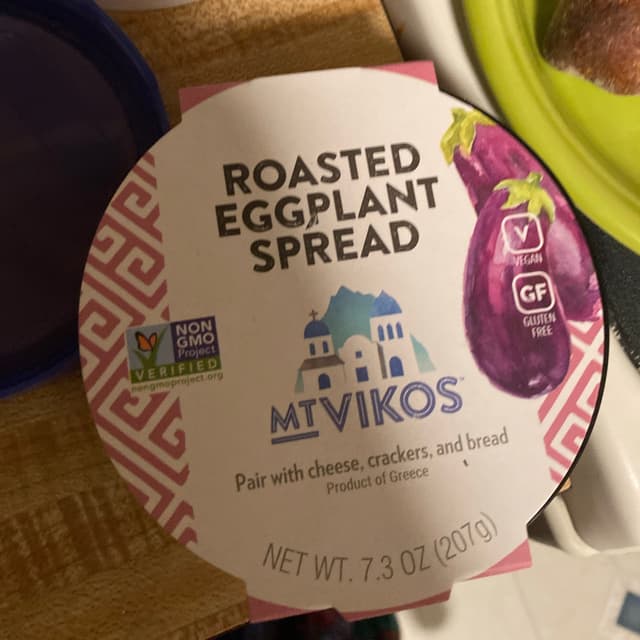 ROASTED
EGGPLANT
SPREAD
V
VEGAN
GF
GLUTEN
FREE
NON
GMO
Project
VERIFIED
nongmoproject.org
MT VIKOS™
Pair with cheese, crackers, and bread
Product of Greece
NET WT. 7.3 OZ (207g)